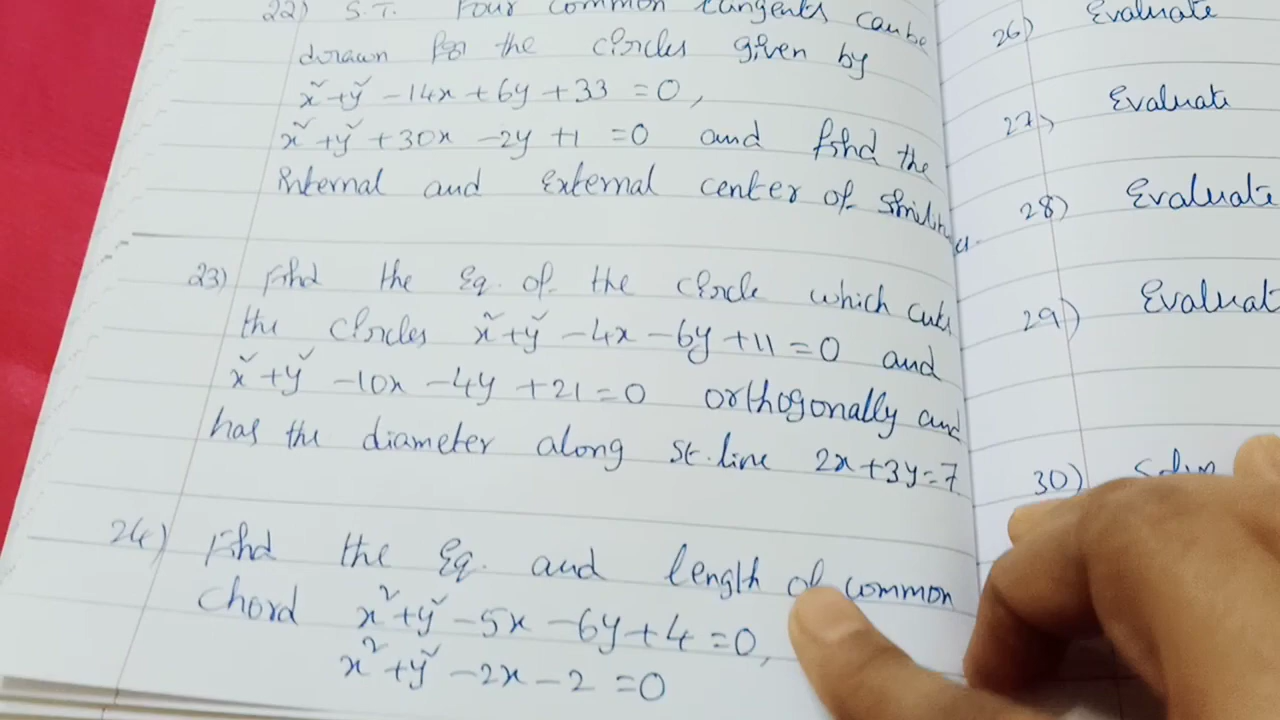 22) S.T. Four common tangents can be
drawn for the circles given by
x²+y² -14x+6y+33 =0,
x²+y² +30x -2y +1 =0 and find the
internal and External center of
23) Find the Eq. of the circle which cuts
the circles x²+y² -4x-6y+11=0 and
x²+y² -10x -4y +21=0 orthogonally and
has the diameter along st.line 2x+3y=7
24) Find the Eq. and length of common
chord x²+y² -5x -6y+4=0,
x²+y² -2x-2=0
26) Evaluate
27) Evaluate
28) Evaluate
29) Evaluat
30)